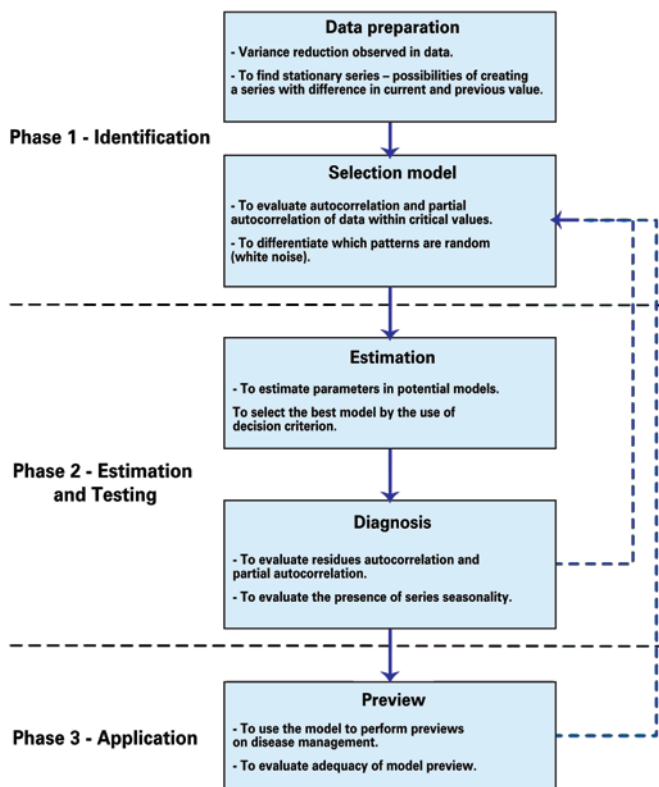 Data preparation
- Variance reduction observed in data.
- To find stationary series – possibilities of creating
a series with difference in current and previous value.
Phase 1 - Identification
Selection model
- To evaluate autocorrelation and partial
autocorrelation of data within critical values.
- To differentiate which patterns are random
(white noise).
Estimation
- To estimate parameters in potential models.
To select the best model by the use of
decision criterion.
Phase 2 - Estimation
and Testing
Diagnosis
- To evaluate residues autocorrelation and
partial autocorrelation.
- To evaluate the presence of series seasonality.
Preview
- To use the model to perform previews
on disease management.
- To evaluate adequacy of model preview.
Phase 3 - Application